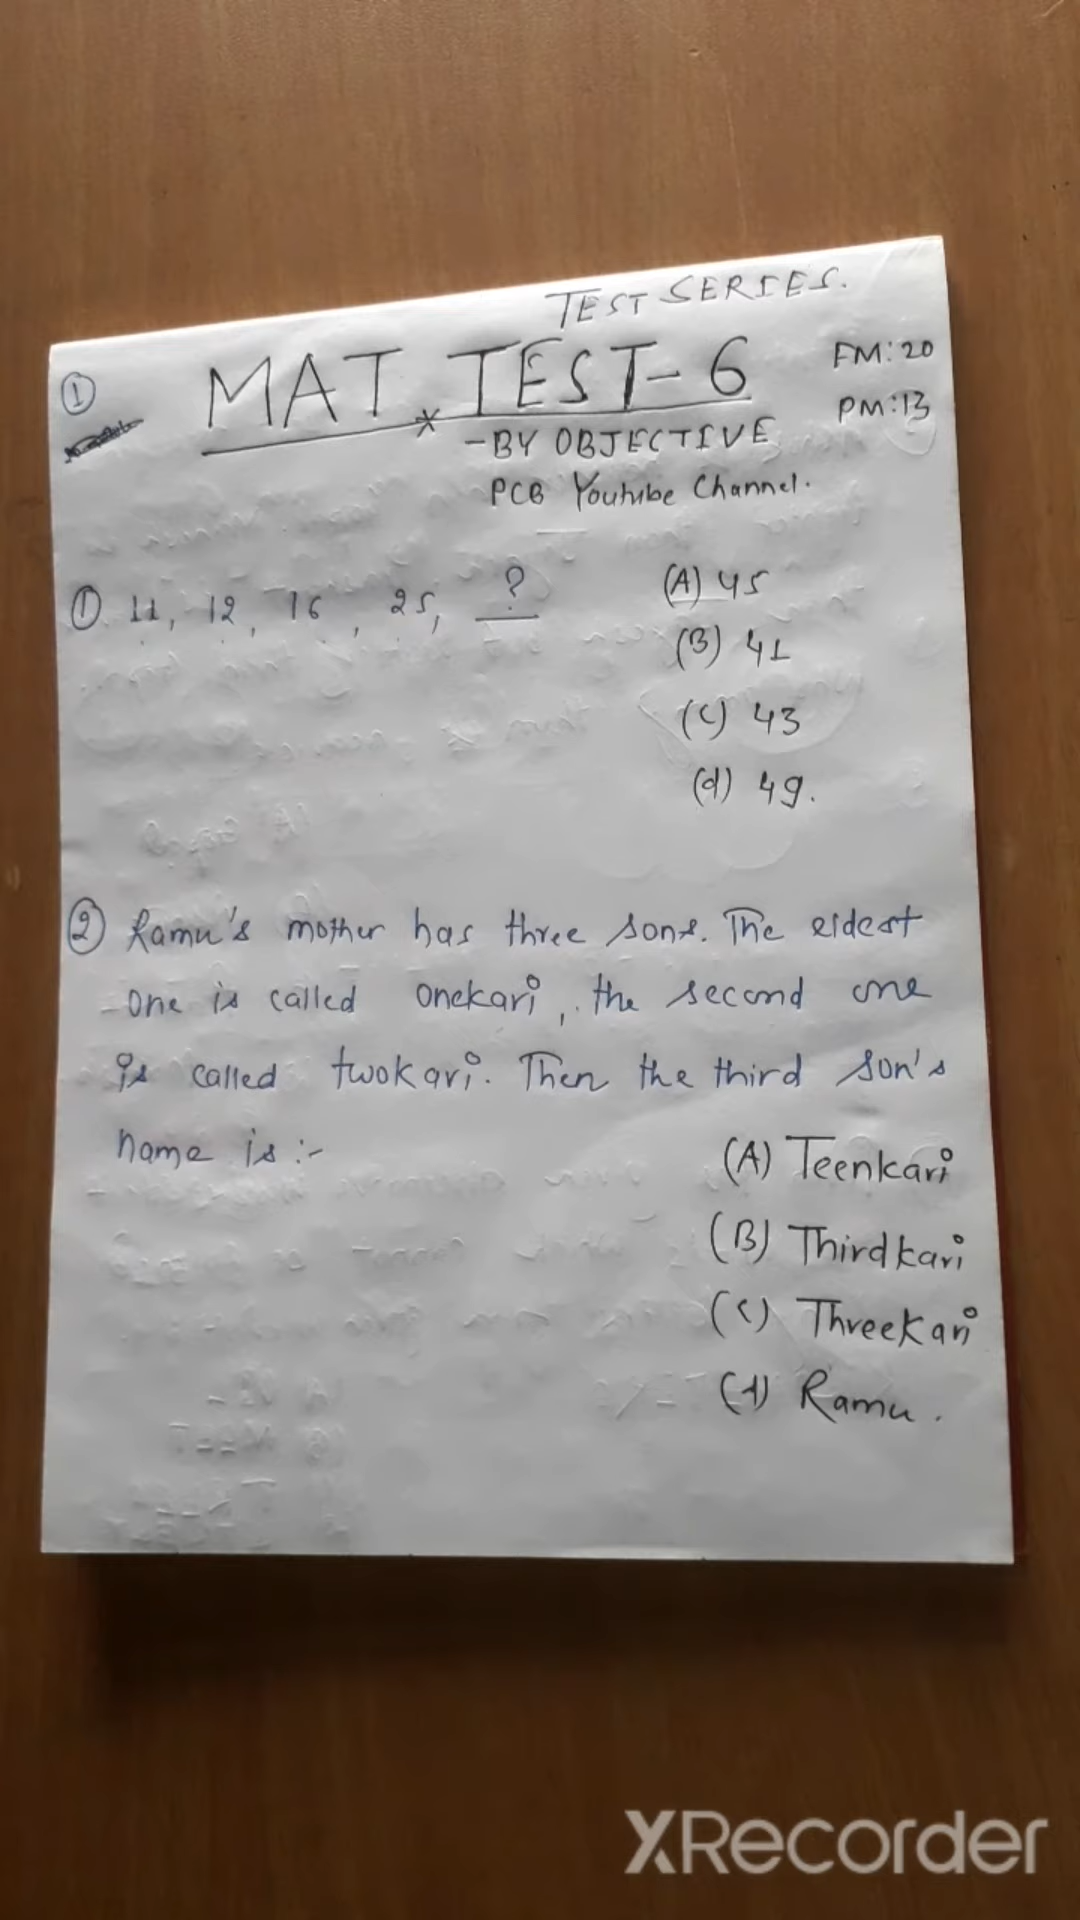 TEST SERIES.
① MAT TEST-6 FM:20
PM:13
-BY OBJECTIVE
PCB Youtube Channel.
① 11, 12, 16, 25, ? (A) 45
(B) 41
(C) 43
(d) 49.
② Ramu's mother has three sons. The eldest
one is called onekari, the second one
is called twokari. Then the third son's
name is :-
(A) Teenkari
(B) Thirdkari
(C) Threekari
(d) Ramu.
XRecorder